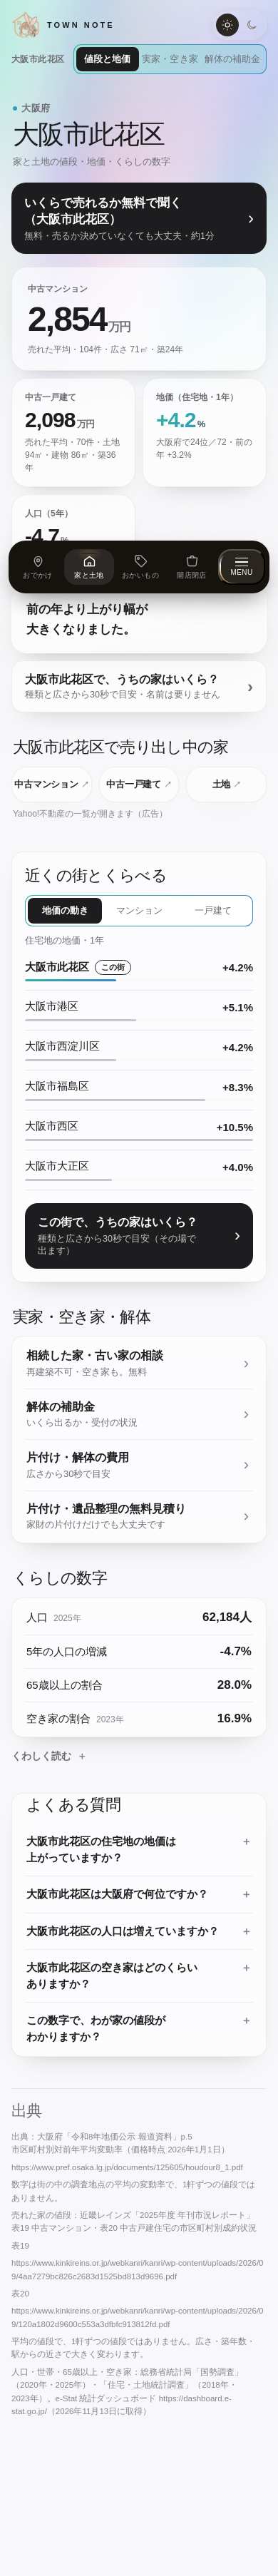 TOWN NOTE
大阪市此花区
値段と地価
実家・空き家
解体の補助金
大阪府
大阪市此花区
家と土地の値段・地価・くらしの数字
いくらで売れるか無料で聞く
（大阪市此花区）
無料・売るか決めていなくても大丈夫・約1分
中古マンション
2,854万円
売れた平均・104件・広さ 71㎡・築24年
中古一戸建て
2,098万円
売れた平均・70件・土地
94㎡・建物 86㎡・築36
年
地価（住宅地・1年）
+4.2%
大阪府で24位／72・前の
年 +3.2%
人口（5年）
-4.7%
おでかけ
家と土地
おかいもの
開店閉店
MENU
前の年より上がり幅が
大きくなりました。
大阪市此花区で、うちの家はいくら？
種類と広さから30秒で目安・名前は要りません
大阪市此花区で売り出し中の家
中古マンション ↗
中古一戸建て ↗
土地 ↗
Yahoo!不動産の一覧が開きます（広告）
近くの街とくらべる
地価の動き
マンション
一戸建て
住宅地の地価・1年
大阪市此花区 この街 +4.2%
大阪市港区 +5.1%
大阪市西淀川区 +4.2%
大阪市福島区 +8.3%
大阪市西区 +10.5%
大阪市大正区 +4.0%
この街で、うちの家はいくら？
種類と広さから30秒で目安（その場で
出ます）
実家・空き家・解体
相続した家・古い家の相談
再建築不可・空き家も。無料
解体の補助金
いくら出るか・受付の状況
片付け・解体の費用
広さから30秒で目安
片付け・遺品整理の無料見積り
家財の片付けだけでも大丈夫です
くらしの数字
人口 2025年 62,184人
5年の人口の増減 -4.7%
65歳以上の割合 28.0%
空き家の割合 2023年 16.9%
くわしく読む +
よくある質問
大阪市此花区の住宅地の地価は
上がっていますか？ +
大阪市此花区は大阪府で何位ですか？ +
大阪市此花区の人口は増えていますか？ +
大阪市此花区の空き家はどのくらい
ありますか？ +
この数字で、わが家の値段が
わかりますか？ +
出典
出典：大阪府「令和8年地価公示 報道資料」p.5
市区町村別対前年平均変動率（価格時点 2026年1月1日）
https://www.pref.osaka.lg.jp/documents/125605/houdour8_1.pdf
数字は街の中の調査地点の平均の変動率で、1軒ずつの値段では
ありません。
売れた家の値段：近畿レインズ「2025年度 年刊市況レポート」
表19 中古マンション・表20 中古戸建住宅の市区町村別成約状況
表19
https://www.kinkireins.or.jp/webkanri/kanri/wp-content/uploads/2026/0
9/4aa7279bc826c2683d1525bd813d9696.pdf
表20
https://www.kinkireins.or.jp/webkanri/kanri/wp-content/uploads/2026/0
9/120a1802d9600c553a3dfbfc913812fd.pdf
平均の値段で、1軒ずつの値段ではありません。広さ・築年数・
駅からの近さで大きく変わります。
人口・世帯・65歳以上・空き家：総務省統計局「国勢調査」
（2020年・2025年）・「住宅・土地統計調査」（2018年・
2023年）。e-Stat 統計ダッシュボード https://dashboard.e-
stat.go.jp/（2026年11月13日に取得）